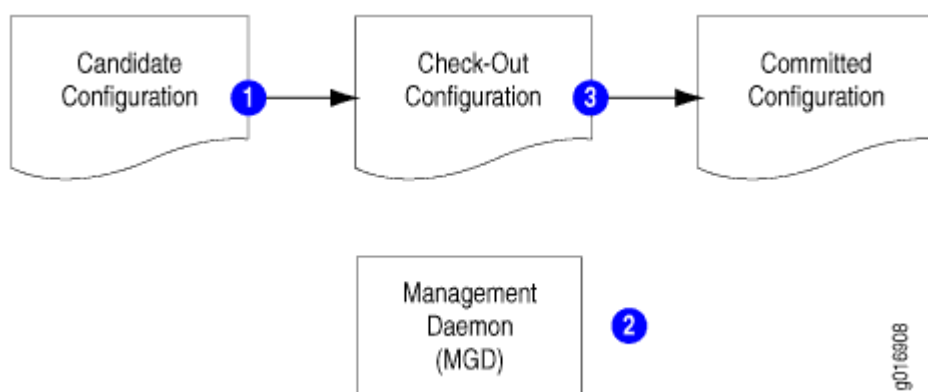 Candidate
Configuration
1
Check-Out
Configuration
3
Committed
Configuration
Management
Daemon
(MGD)
2
g016908